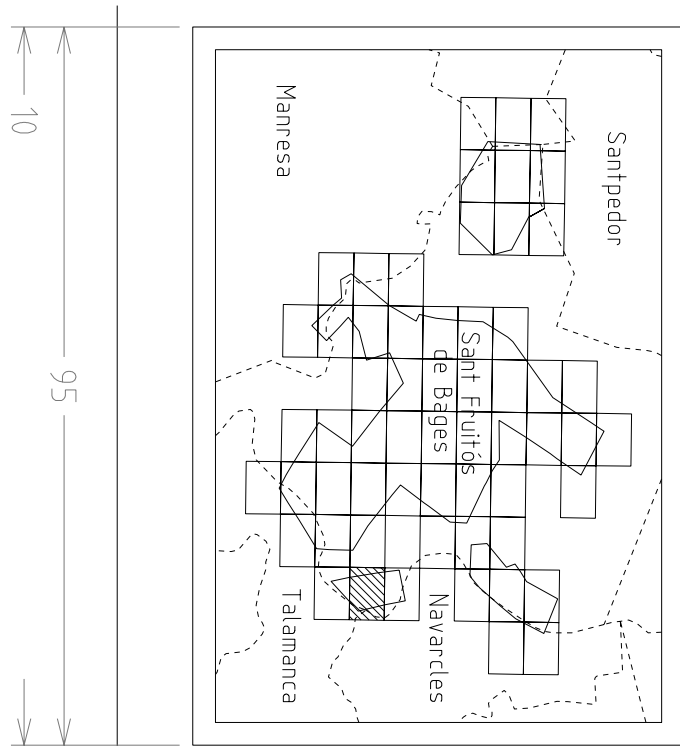 10
95
Manresa
Santpedor
Sant Fruitós
de Bages
Talamanca
Navarcles